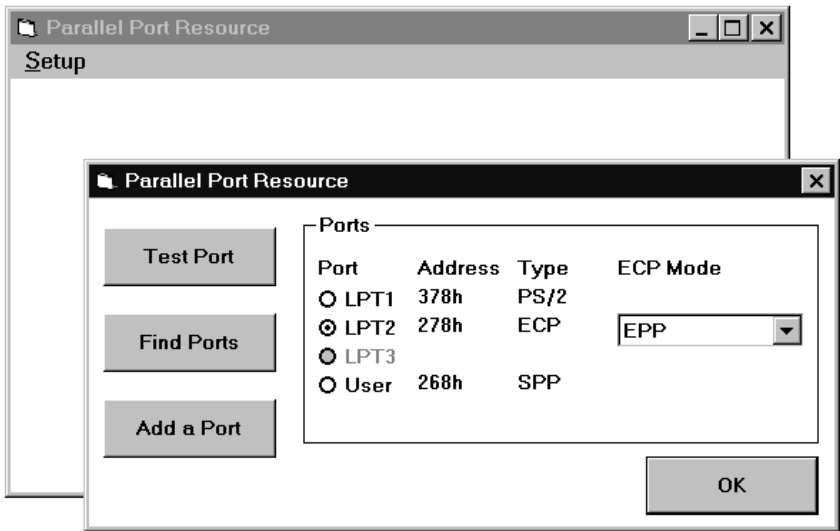 Parallel Port Resource
Setup
Parallel Port Resource
Test Port
Find Ports
Add a Port
Ports
Port Address Type ECP Mode
LPT1 378h PS/2
LPT2 278h ECP EPP
LPT3
User 268h SPP
OK